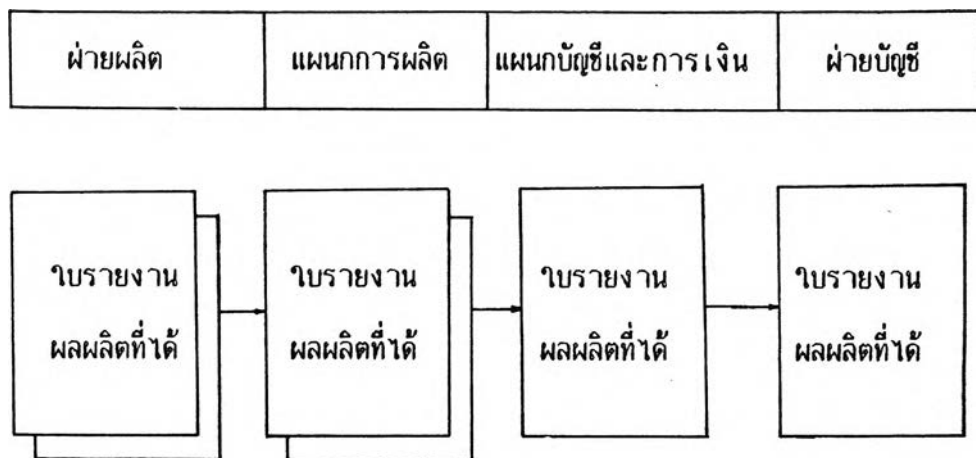 ฝ่ายผลิต
แผนกการผลิต
แผนกบัญชีและการเงิน
ฝ่ายบัญชี
ใบรายงาน
ผลผลิตที่ได้
ใบรายงาน
ผลผลิตที่ได้
ใบรายงาน
ผลผลิตที่ได้
ใบรายงาน
ผลผลิตที่ได้